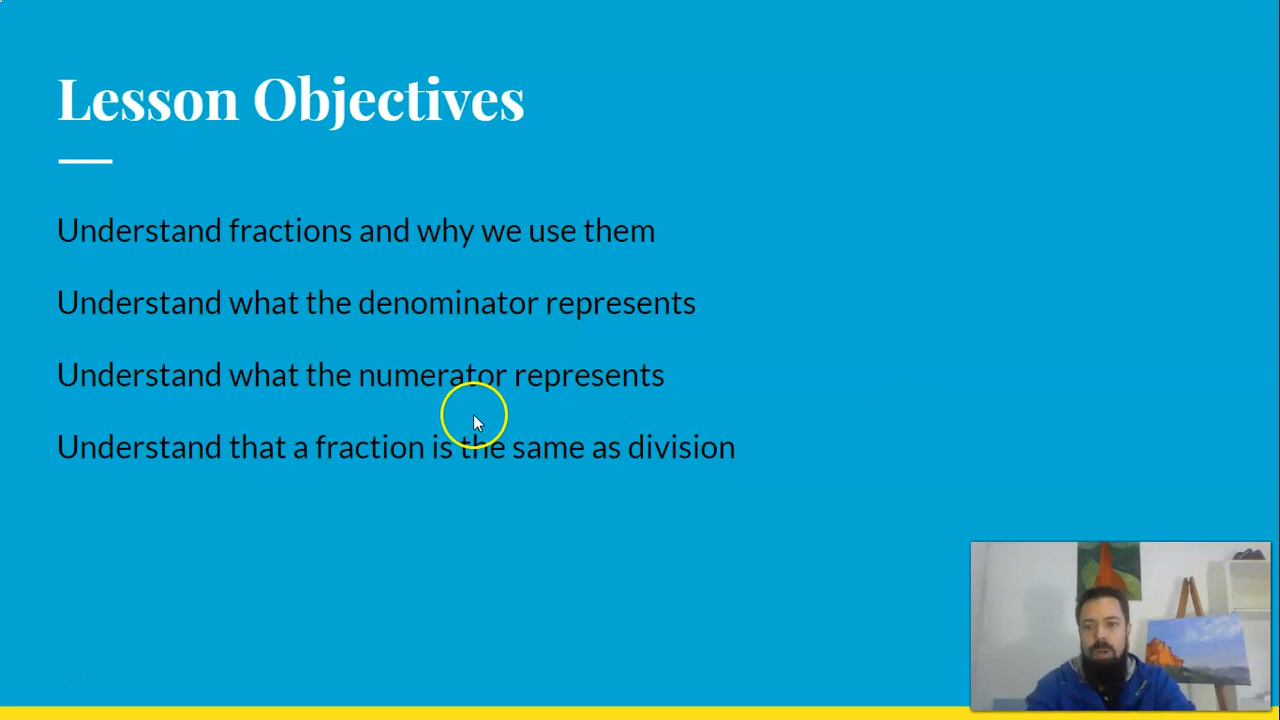 Lesson Objectives
Understand fractions and why we use them
Understand what the denominator represents
Understand what the numerator represents
Understand that a fraction is the same as division